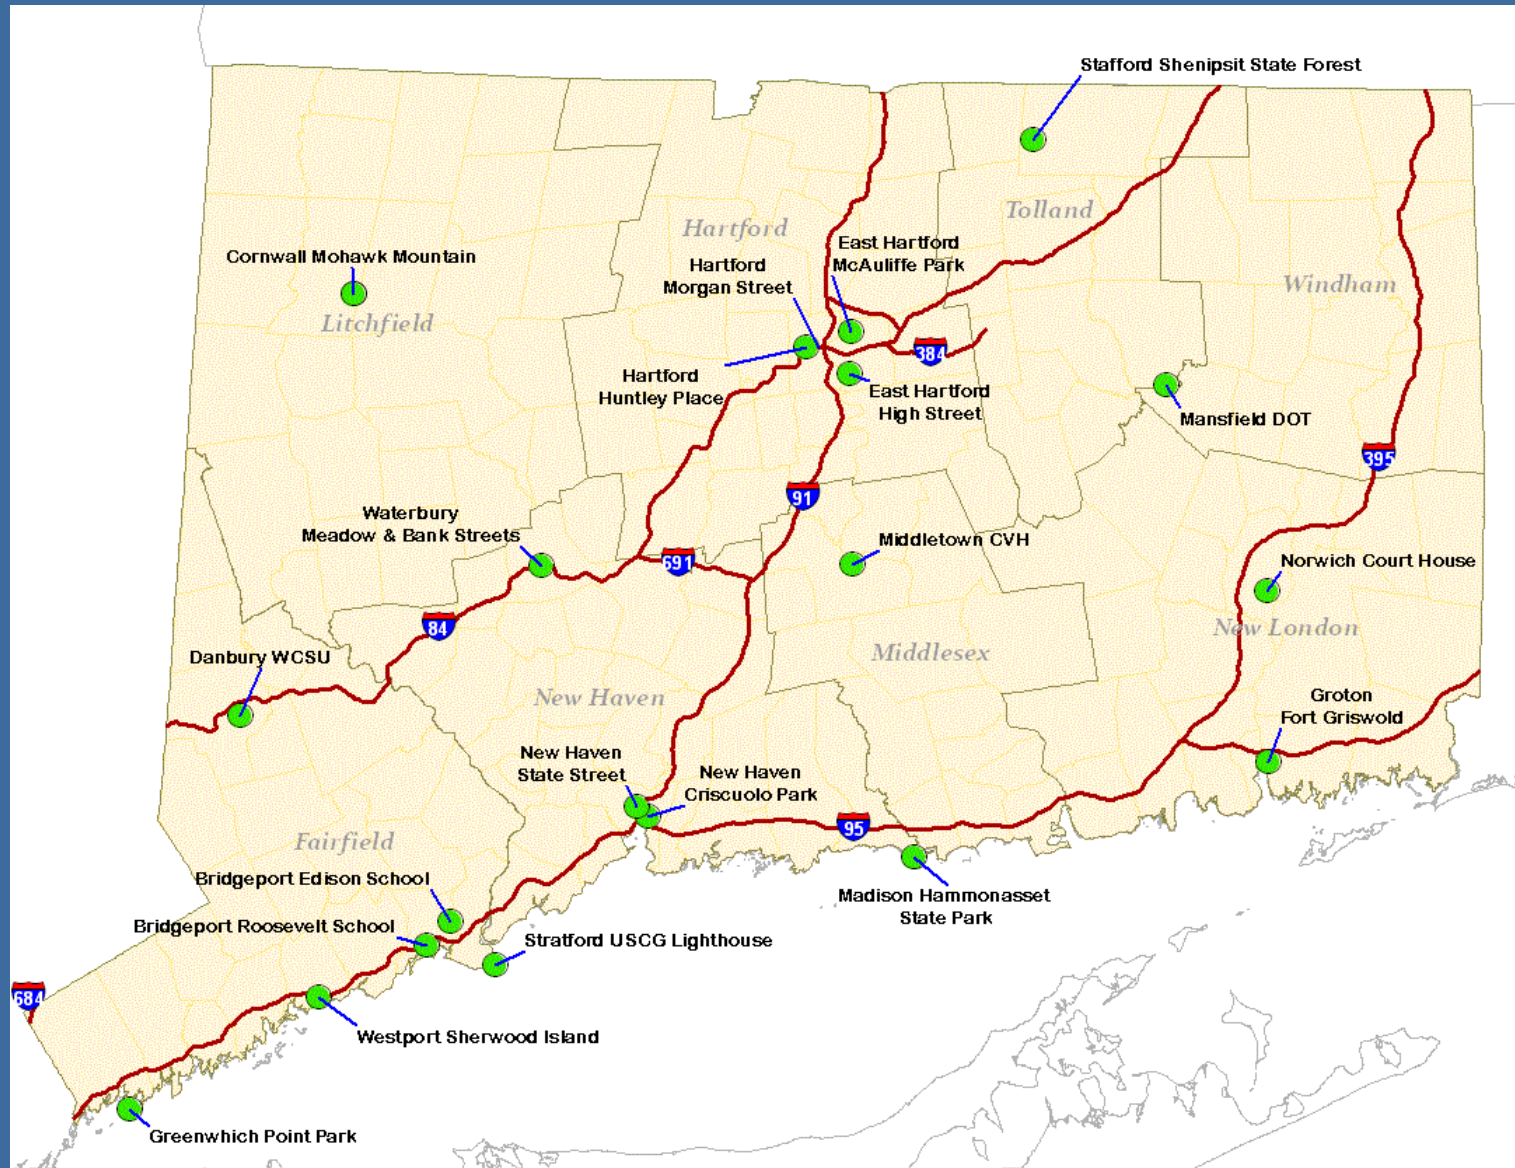 Stafford Shenipsit State Forest
Tolland
Hartford
East Hartford
McAuliffe Park
Cornwall Mohawk Mountain
Hartford
Morgan Street
Windham
Litchfield
384
Hartford
Huntley Place
East Hartford
High Street
Mansfield DOT
395
91
Waterbury
Meadow & Bank Streets
Middletown CVH
691
Norwich Court House
84
New London
Danbury WCSU
Middlesex
New Haven
Groton
Fort Griswold
New Haven
State Street
New Haven
Criscuolo Park
95
Fairfield
Bridgeport Edison School
Madison Hammonasset
State Park
Bridgeport Roosevelt School
Stratford USCG Lighthouse
684
Westport Sherwood Island
Greenwhich Point Park